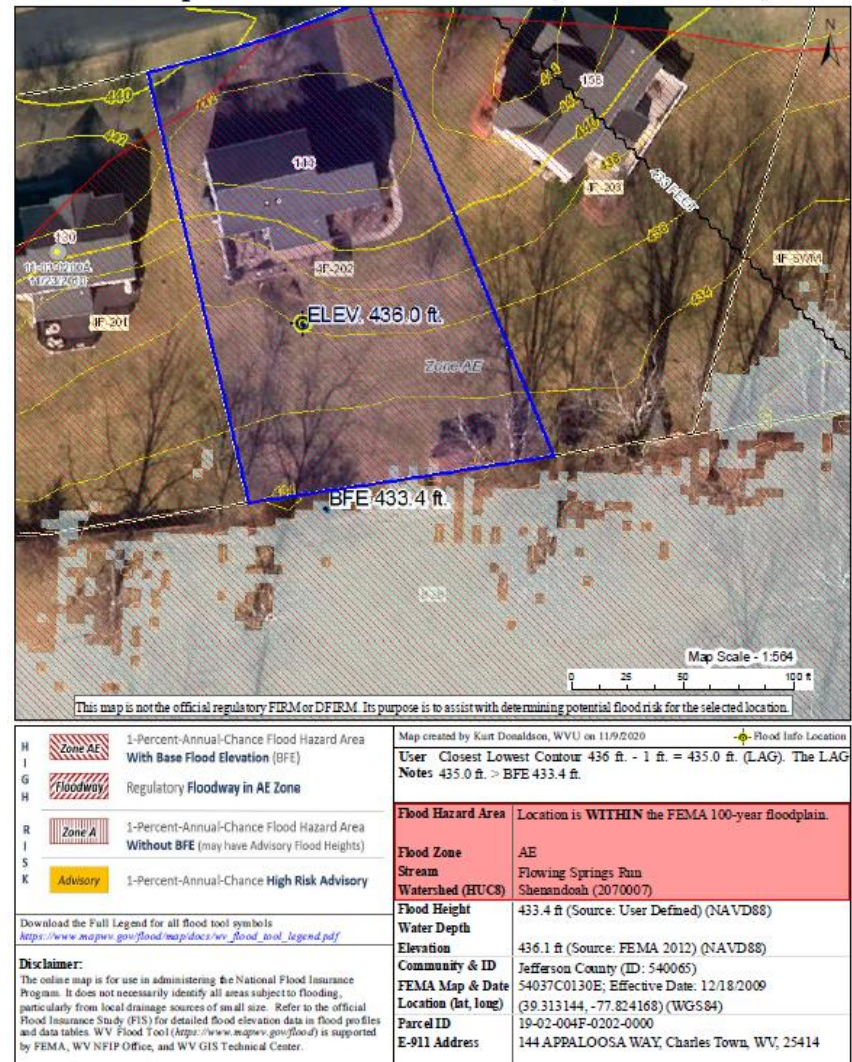 N
440
442
442
144
156
444
440
436
433 FEET
4F-203
130
11/23/2010
4F-202
4F-201
436
4F-SWM
434
ELEV. 436.0 ft.
Zone AE
BFE 433.4 ft.
Map Scale - 1:564
0 25 50 100 ft
This map is not the official regulatory FIRM or DFIRM. Its purpose is to assist with determining potential flood risk for the selected location.
HIGH RISK
Zone AE
1-Percent-Annual-Chance Flood Hazard Area
With Base Flood Elevation (BFE)
Floodway
Regulatory Floodway in AE Zone
Zone A
1-Percent-Annual-Chance Flood Hazard Area
Without BFE (may have Advisory Flood Heights)
Advisory
1-Percent-Annual-Chance High Risk Advisory
Download the Full Legend for all flood tool symbols
https://www.mapwv.gov/flood/map/docs/wv_flood_tool_legend.pdf
Disclaimer:
The online map is for use in administering the National Flood Insurance
Program. It does not necessarily identify all areas subject to flooding,
particularly from local drainage sources of small size. Refer to the official
Flood Insurance Study (FIS) for detailed flood elevation data in flood profiles
and data tables. WV Flood Tool (https://www.mapwv.gov/flood) is supported
by FEMA, WV NFIP Office, and WV GIS Technical Center.
Map created by Kurt Donaldson, WVU on 11/9/2020
Flood Info Location
User Closest Lowest Contour 436 ft. - 1 ft. = 435.0 ft. (LAG). The LAG
Notes 435.0 ft. > BFE 433.4 ft.
Flood Hazard Area Location is WITHIN the FEMA 100-year floodplain.
Flood Zone AE
Stream Flowing Springs Run
Watershed (HUC8) Shenandoah (2070007)
Flood Height 433.4 ft (Source: User Defined) (NAVD88)
Water Depth
Elevation 436.1 ft (Source: FEMA 2012) (NAVD88)
Community & ID Jefferson County (ID: 540065)
FEMA Map & Date 54037C0130E; Effective Date: 12/18/2009
Location (lat, long) (39.313144, -77.824168) (WGS84)
Parcel ID 19-02-004F-0202-0000
E-911 Address 144 APPALOOSA WAY, Charles Town, WV, 25414